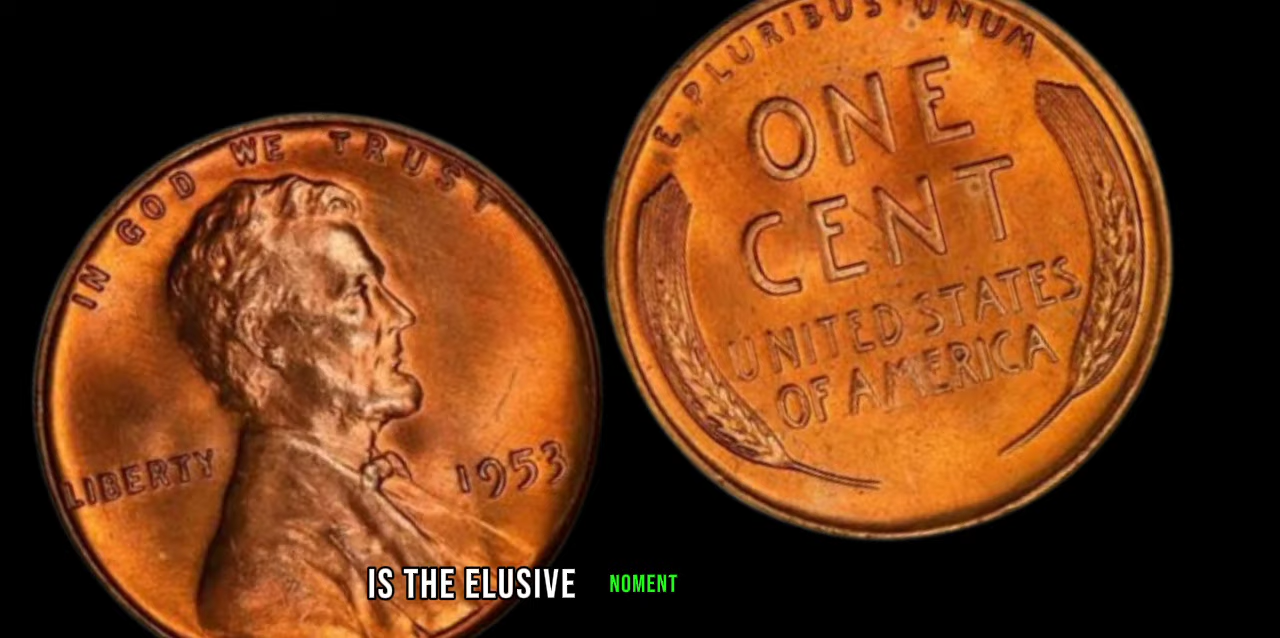 IN GOD WE TRUST
LIBERTY
1953
E·PLURIBUS·UNUM
ONE
CENT
UNITED STATES
OF AMERICA
IS THE ELUSIVE NOMENT